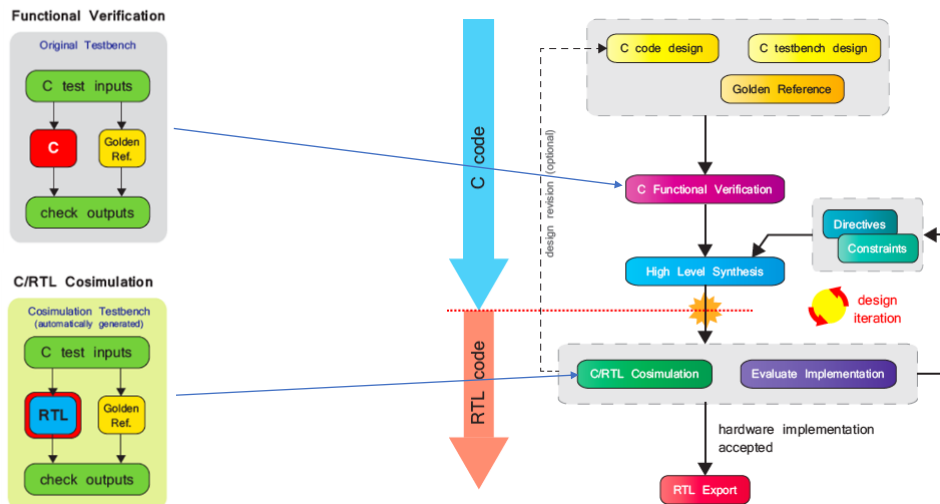 Functional Verification
Original Testbench
C test inputs
C
Golden
Ref.
check outputs
C/RTL Cosimulation
Cosimulation Testbench
(automatically generated)
C test inputs
RTL
Golden
Ref.
check outputs
C code
RTL code
design revision (optional)
C code design
C testbench design
Golden Reference
C Functional Verification
Directives
Constraints
High Level Synthesis
design
iteration
C/RTL Cosimulation
Evaluate Implementation
hardware implementation
accepted
RTL Export